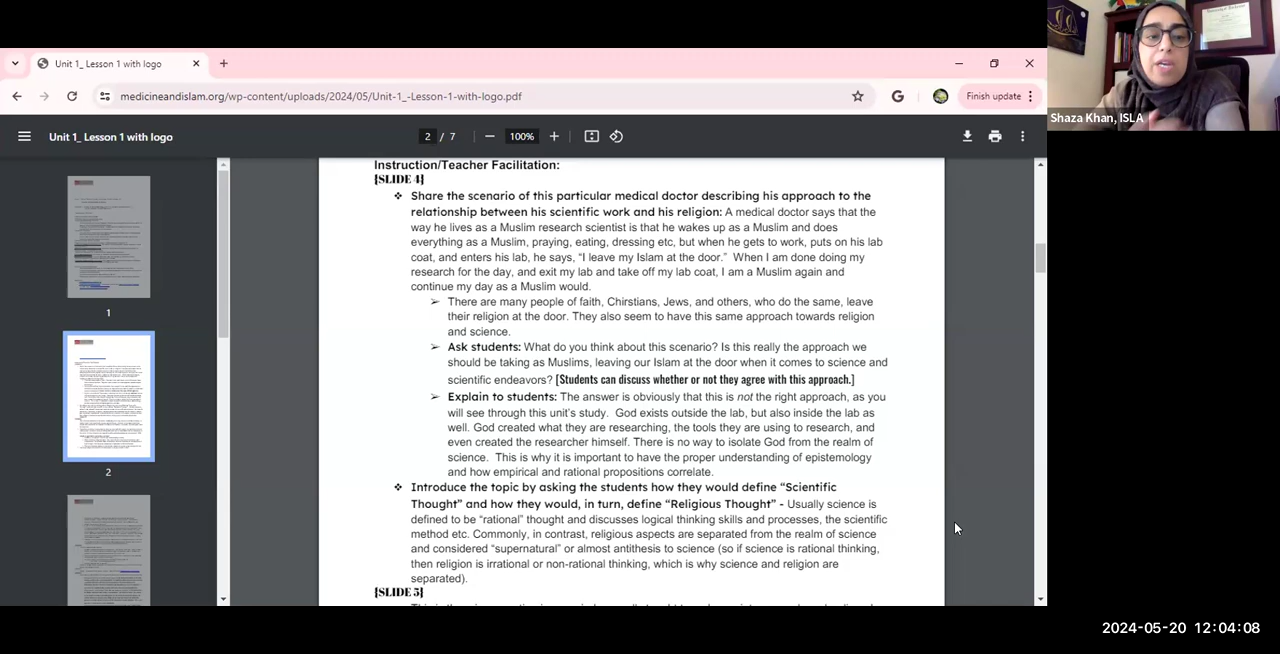 Unit 1_ Lesson 1 with logo
medicineandislam.org/wp-content/uploads/2024/05/Unit-1_-Lesson-1-with-logo.pdf
Finish update
Unit 1_ Lesson 1 with logo
2 / 7
100%
Shaza Khan, ISLA
1
2
Instruction/Teacher Facilitation:
{SLIDE 4}
❖ Share the scenario of this particular medical doctor describing his approach to the
relationship between his scientific work and his religion: A medical doctor says that the
way he lives as a Muslim research scientist is that he wakes up as a Muslim and does
everything as a Muslim, praying, eating, dressing etc, but when he gets to work, puts on his lab
coat, and enters his lab, he says, “I leave my Islam at the door.” When I am done doing my
research for the day, and exit my lab and take off my lab coat, I am a Muslim again and
continue my day as a Muslim would.
➢ There are many people of faith, Chirstians, Jews, and others, who do the same, leave
their religion at the door. They also seem to have this same approach towards religion
and science.
➢ Ask students: What do you think about this scenario? Is this really the approach we
should be taking as Muslims, leaving our Islam at the door when it comes to science and
scientific endeavors? [Students can discuss whether or not they agree with this approach.]
➢ Explain to students: The answer is obviously that this is not the right approach, as you
will see through this unit's study. God exists outside the lab, but also inside the lab as
well. God created what they are researching, the tools they are using to research, and
even created the researcher himself. There is no way to isolate God from the realm of
science. This is why it is important to have the proper understanding of epistemology
and how empirical and rational propositions correlate.
❖ Introduce the topic by asking the students how they would define “Scientific
Thought” and how they would, in turn, define “Religious Thought” - Usually science is
defined to be “rational” thought and discusses logical thinking skills and processes, the scientific
method etc. Commonly, in contrast, religious aspects are separated from the realm of science
and considered “supernatural” or almost antithesis to science (so if science is rational thinking,
then religion is irrational or non-rational thinking, which is why science and religion are
separated).
{SLIDE 5}
2024-05-20 12:04:08